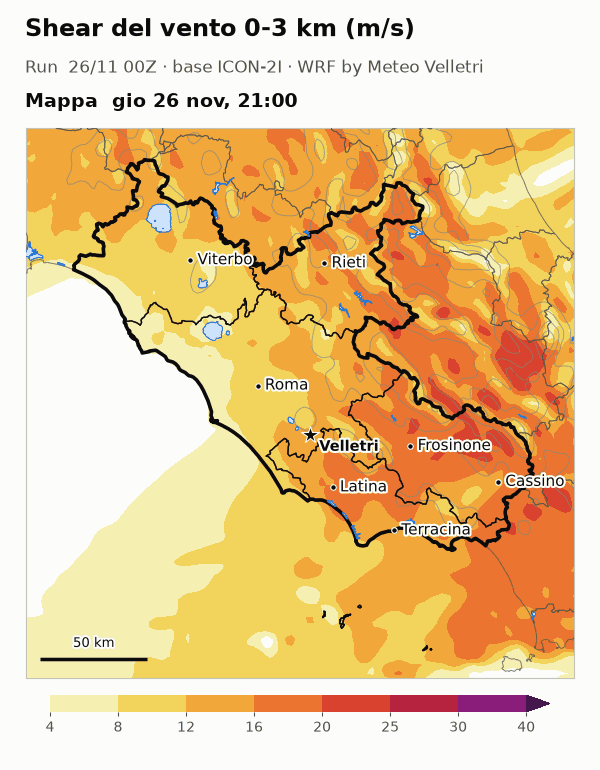 Shear del vento 0-3 km (m/s)
Run  26/11 00Z · base ICON-2I · WRF by Meteo Velletri
Mappa  gio 26 nov, 21:00
Viterbo
Rieti
Roma
Velletri
Frosinone
Cassino
Latina
Terracina
50 km
4 8 12 16 20 25 30 40